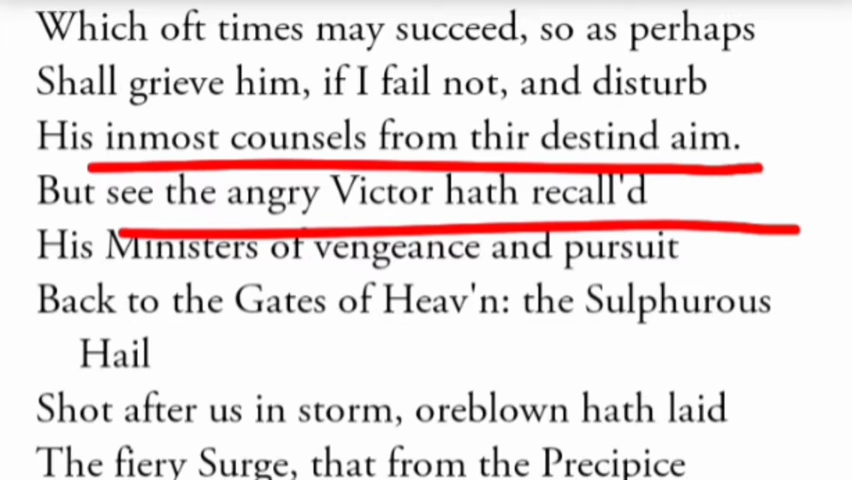 Which oft times may succeed, so as perhaps
Shall grieve him, if I fail not, and disturb
His inmost counsels from thir destind aim.
But see the angry Victor hath recall'd
His Ministers of vengeance and pursuit
Back to the Gates of Heav'n: the Sulphurous
Hail
Shot after us in storm, oreblown hath laid
The fiery Surge, that from the Precipice